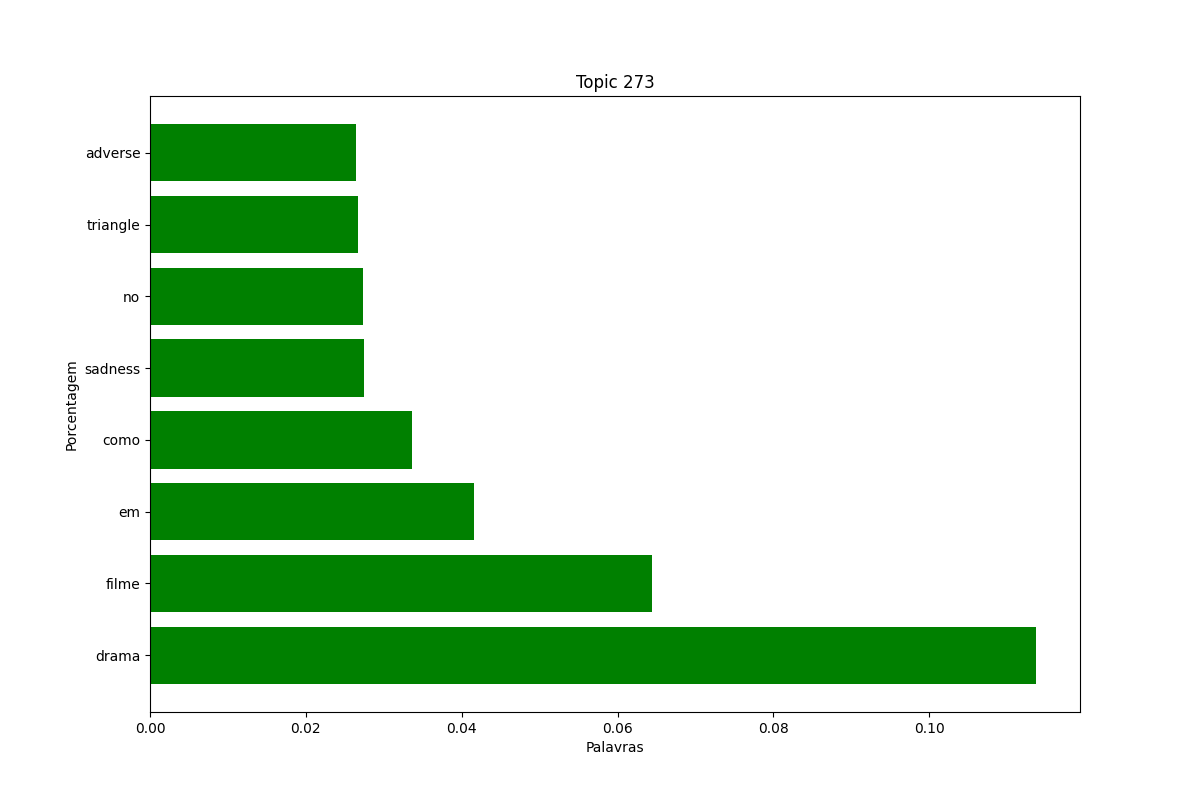 Topic 273
adverse
triangle
no
sadness
como
em
filme
drama
Porcentagem
0.00 0.02 0.04 0.06 0.08 0.10
Palavras